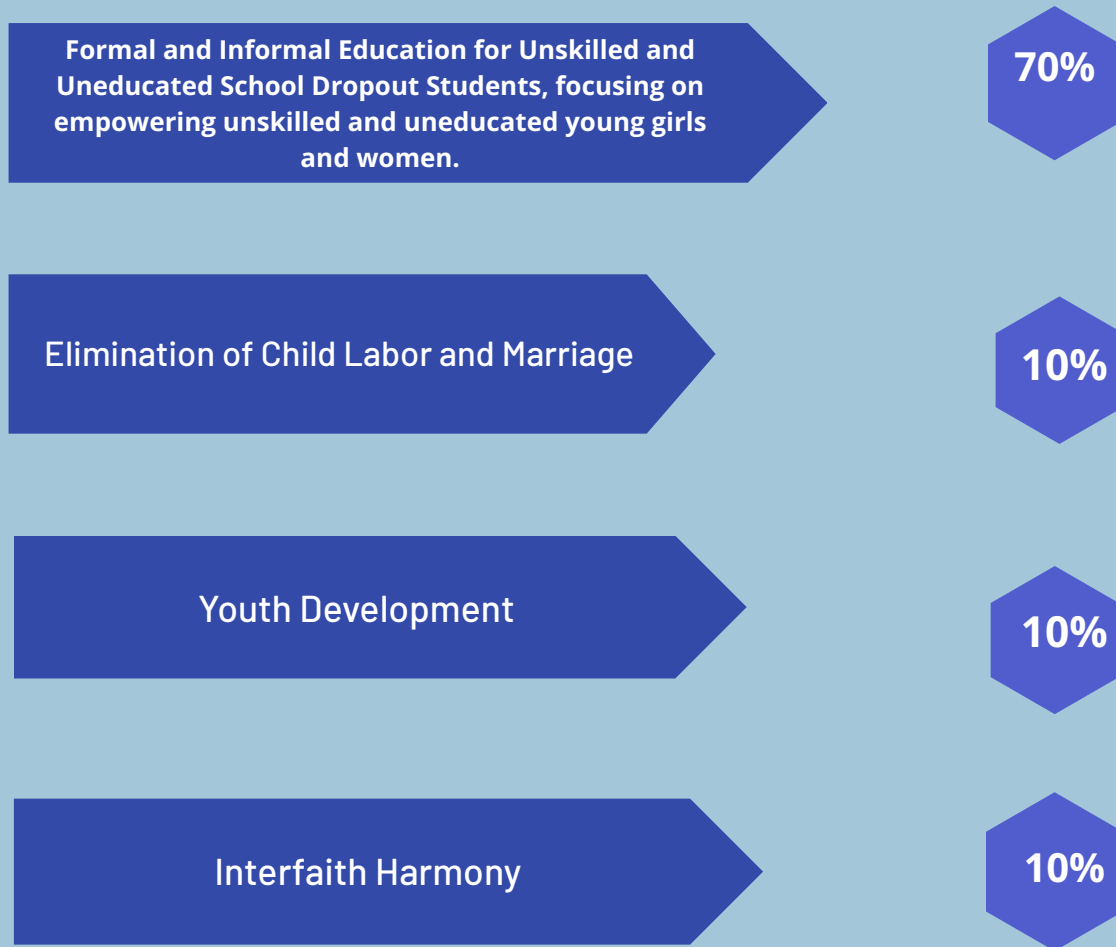 Formal and Informal Education for Unskilled and
Uneducated School Dropout Students, focusing on
empowering unskilled and uneducated young girls
and women.
70%
Elimination of Child Labor and Marriage
10%
Youth Development
10%
Interfaith Harmony
10%